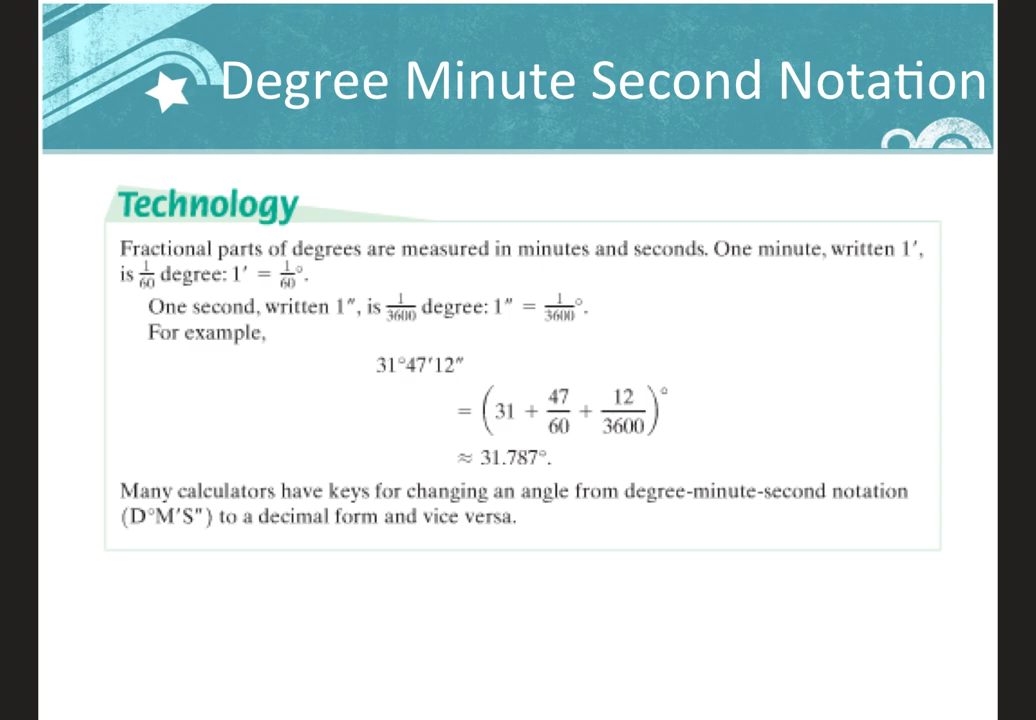 Degree Minute Second Notation
Technology
Fractional parts of degrees are measured in minutes and seconds. One minute, written 1′,
is 1/60 degree: 1′ = 1/60°.
One second, written 1″, is 1/3600 degree: 1″ = 1/3600°.
For example,
31°47′12″
= (31 + 47/60 + 12/3600)°
≈ 31.787°.
Many calculators have keys for changing an angle from degree-minute-second notation
(D°M′S″) to a decimal form and vice versa.